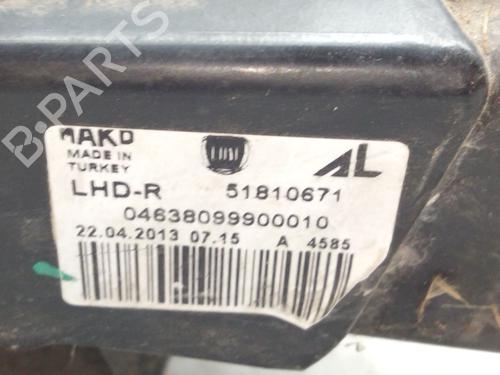 B-PARTS
MAKO
MADE IN
TURKEY
AL
LHD-R 51810671
04638099900010
22.04.2013 07.15 A 4585